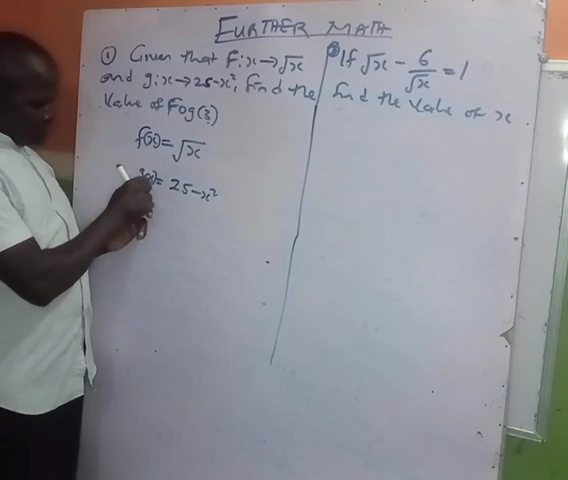 FURTHER MATH
① Given that F:x→√x
and g:x→25-x², find the
Value of Fog(3)
f(x)=√x
g(x)= 25-x²
② If √x - 6/√x = 1
find the Value of x